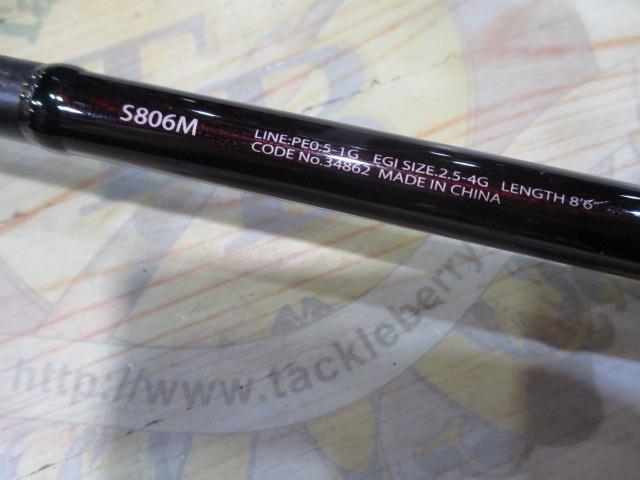 S806M
LINE:PE0.5-1G EGI SIZE.2.5-4G LENGTH 8'6"
CODE No.34862 MADE IN CHINA
http://www.tackleberry